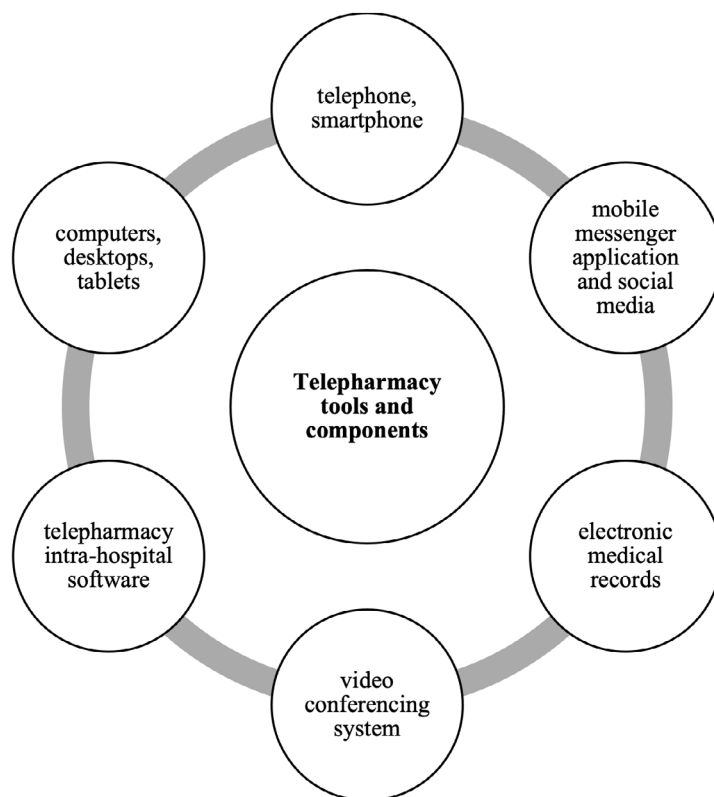 telephone,
smartphone
mobile
messenger
application
and social
media
electronic
medical
records
video
conferencing
system
telepharmacy
intra-hospital
software
computers,
desktops,
tablets
Telepharmacy
tools and
components